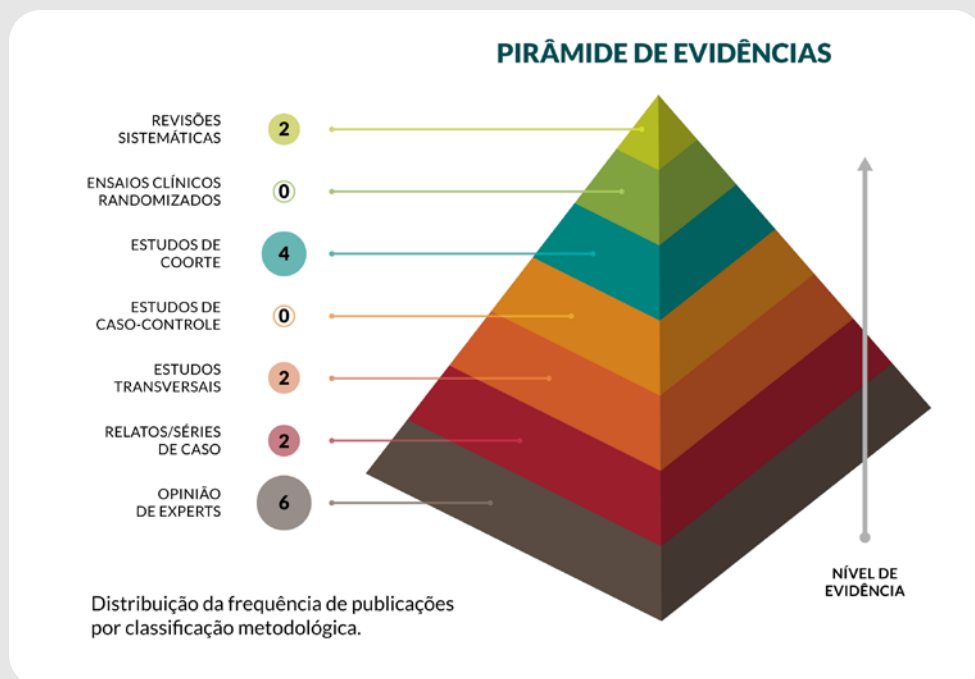 PIRÂMIDE DE EVIDÊNCIAS
REVISÕES
SISTEMÁTICAS
2
ENSAIOS CLÍNICOS
RANDOMIZADOS
0
ESTUDOS DE
COORTE
4
ESTUDOS DE
CASO-CONTROLE
0
ESTUDOS
TRANSVERSAIS
2
RELATOS/SÉRIES
DE CASO
2
OPINIÃO
DE EXPERTS
6
NÍVEL DE
EVIDÊNCIA
Distribuição da frequência de publicações
por classificação metodológica.